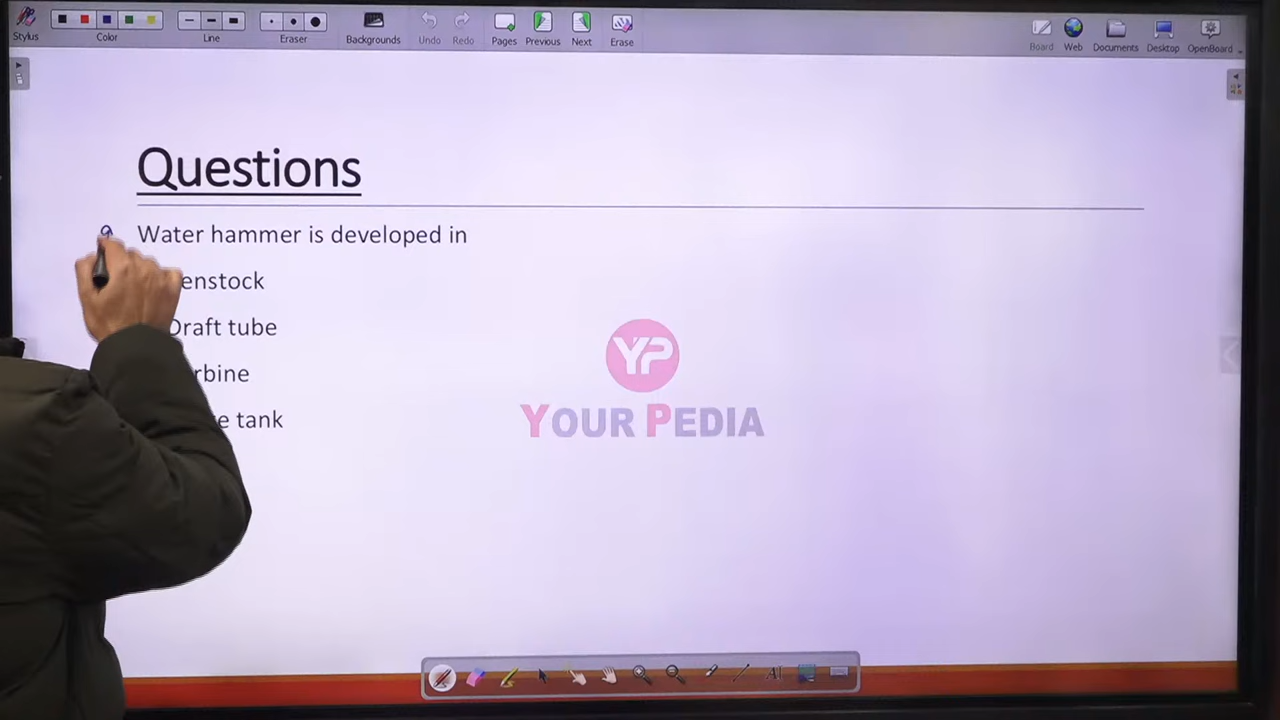 Stylus
Color
Line
Eraser
Backgrounds
Undo
Redo
Pages
Previous
Next
Erase
Board
Web
Documents
Desktop
OpenBoard
Questions
Water hammer is developed in
enstock
Draft tube
rbine
e tank
YP
YOUR PEDIA
AI